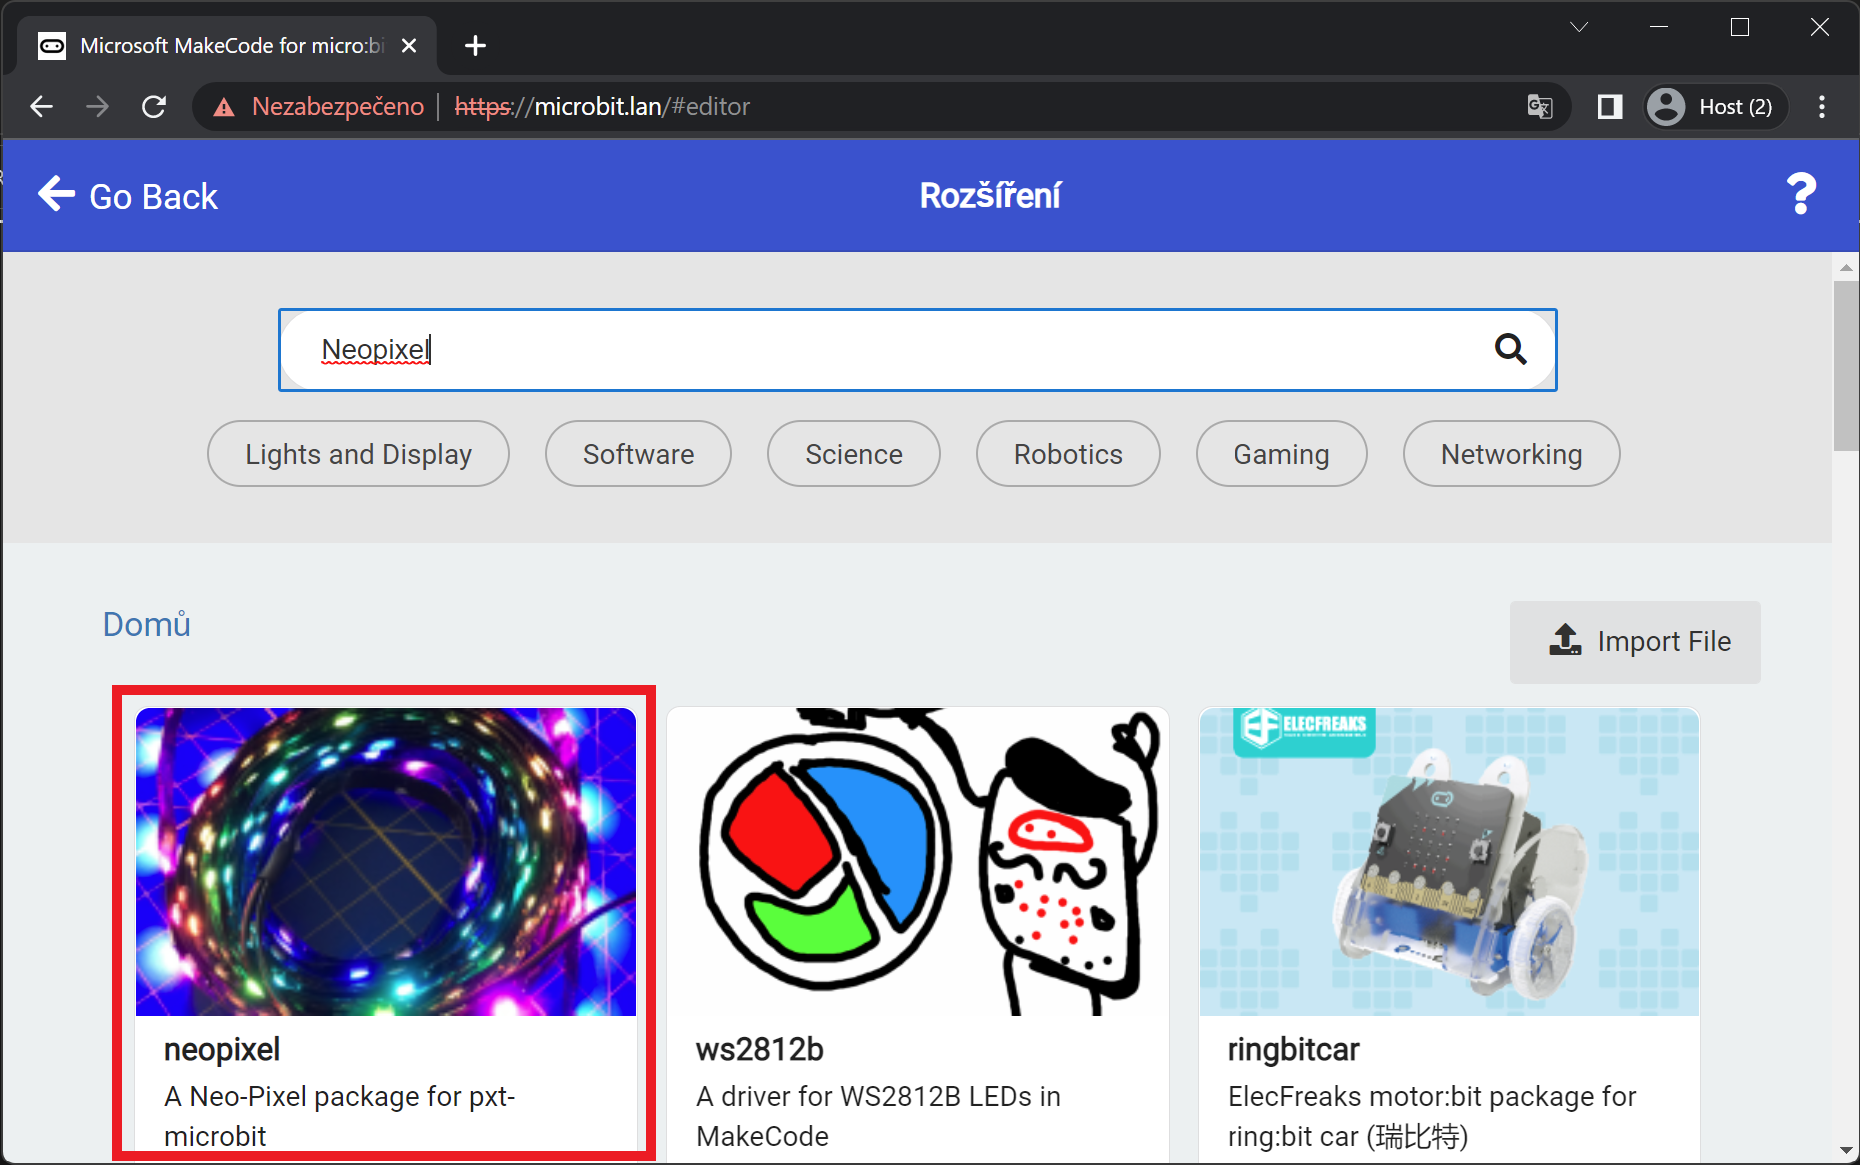 Microsoft MakeCode for micro:bi
Nezabezpečeno | https://microbit.lan/#editor
Host (2)
Go Back
Rozšíření
?
Neopixel
Lights and Display
Software
Science
Robotics
Gaming
Networking
Domů
Import File
ELECFREAKS
neopixel
A Neo-Pixel package for pxt-
microbit
ws2812b
A driver for WS2812B LEDs in
MakeCode
ringbitcar
ElecFreaks motor:bit package for
ring:bit car (瑞比特)